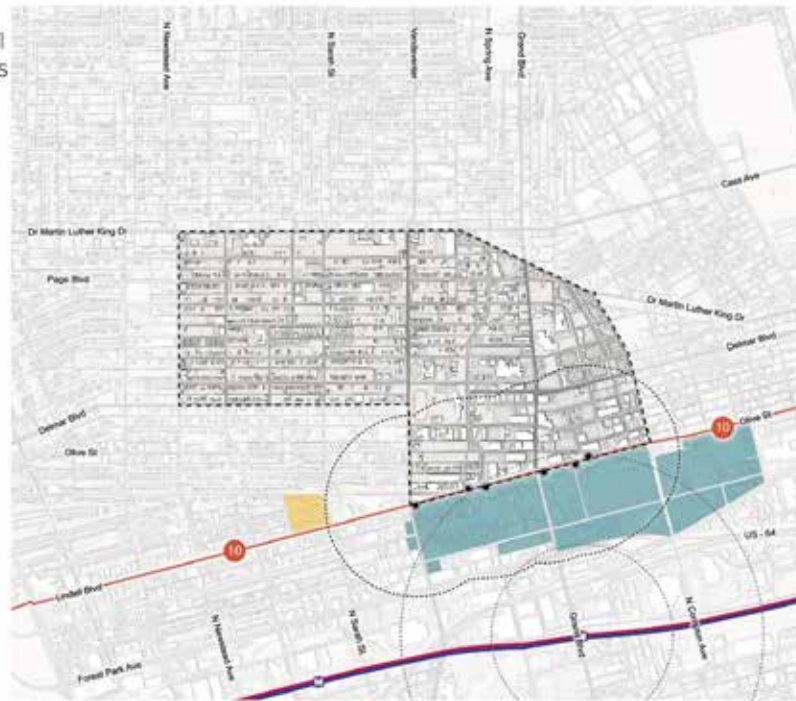 N Newstead Ave
N Sarah St
Vandeventer
N Spring Ave
Grand Blvd
Cass Ave
Dr Martin Luther King Dr
Page Blvd
Dr Martin Luther King Dr
Delmar Blvd
Delmar Blvd
Olive St
10
Olive St
10
US - 64
Lindell Blvd
N Newstead Ave
N Sarah St
Grand Blvd
N Compton Ave
Forest Park Ave